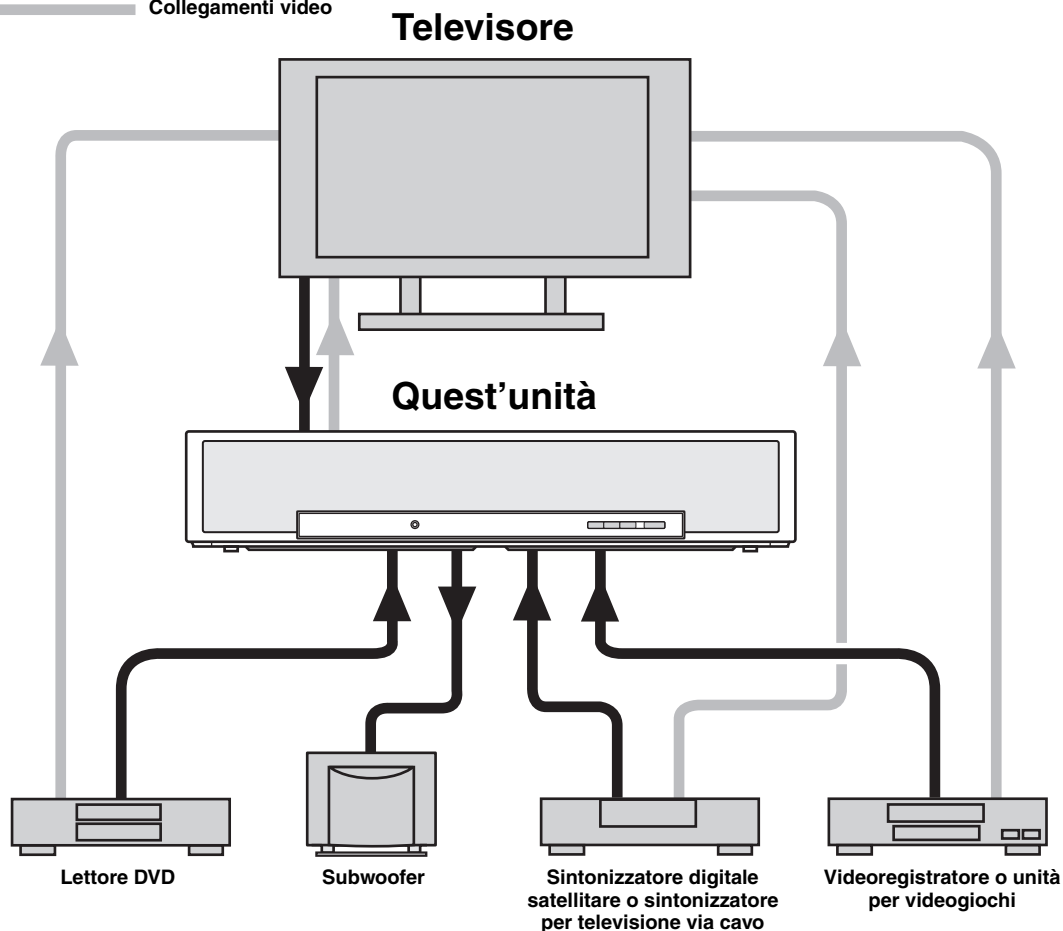 Collegamenti video
Televisore
Quest'unità
Lettore DVD
Subwoofer
Sintonizzatore digitale
satellitare o sintonizzatore
per televisione via cavo
Videoregistratore o unità
per videogiochi